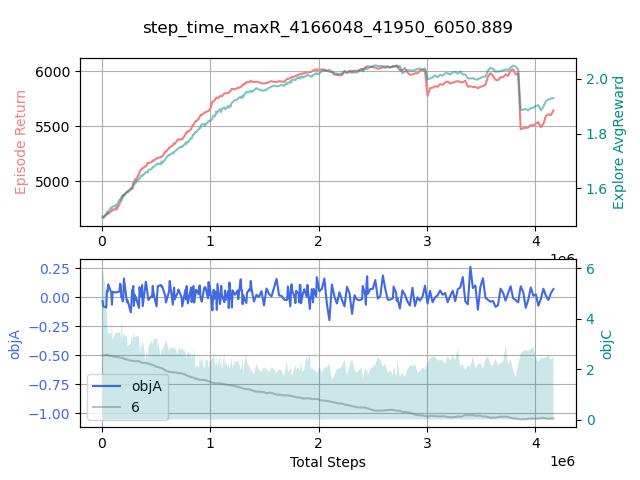 step_time_maxR_4166048_41950_6050.889
6000
5500
5000
Episode Return
2.0
1.8
1.6
Explore AvgReward
0 1 2 3 4
1e6
0.25
0.00
−0.25
−0.50
−0.75
−1.00
objA
6
4
2
0
objC
objA
6
0 1 2 3 4
1e6
Total Steps